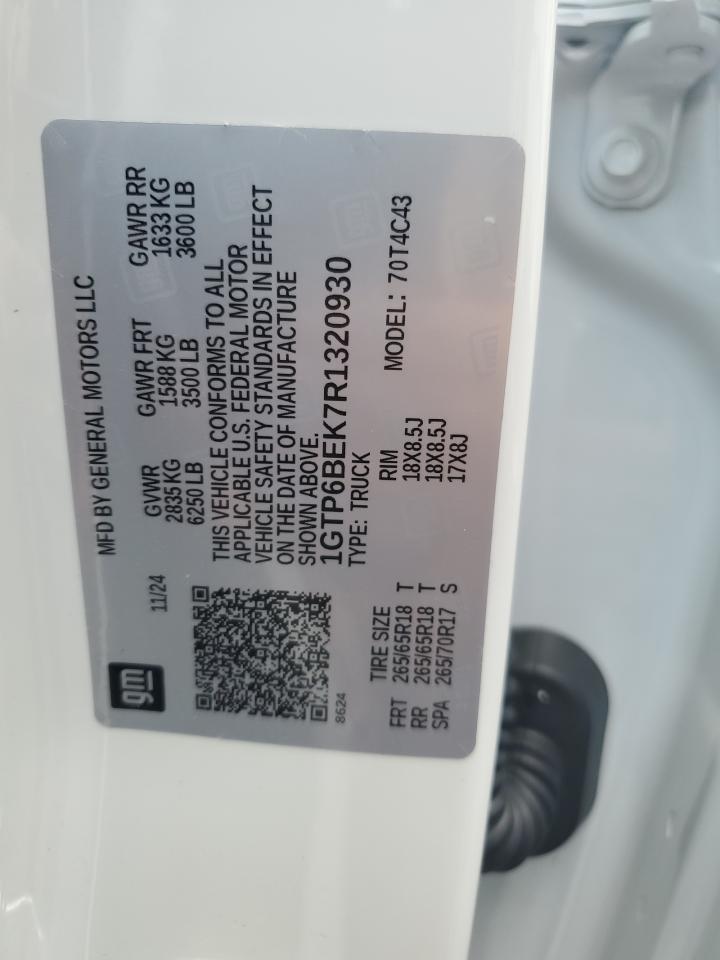 gm
11/24
MFD BY GENERAL MOTORS LLC
GVWR GAWR FRT GAWR RR
2835 KG 1588 KG 1633 KG
6250 LB 3500 LB 3600 LB
THIS VEHICLE CONFORMS TO ALL
APPLICABLE U.S. FEDERAL MOTOR
VEHICLE SAFETY STANDARDS IN EFFECT
ON THE DATE OF MANUFACTURE
SHOWN ABOVE.
1GTP6BEK7R1320930
8624
TYPE: TRUCK
TIRE SIZE RIM MODEL: 70T4C43
FRT 265/65R18 T 18X8.5J
RR 265/65R18 T 18X8.5J
SPA 265/70R17 S 17X8J